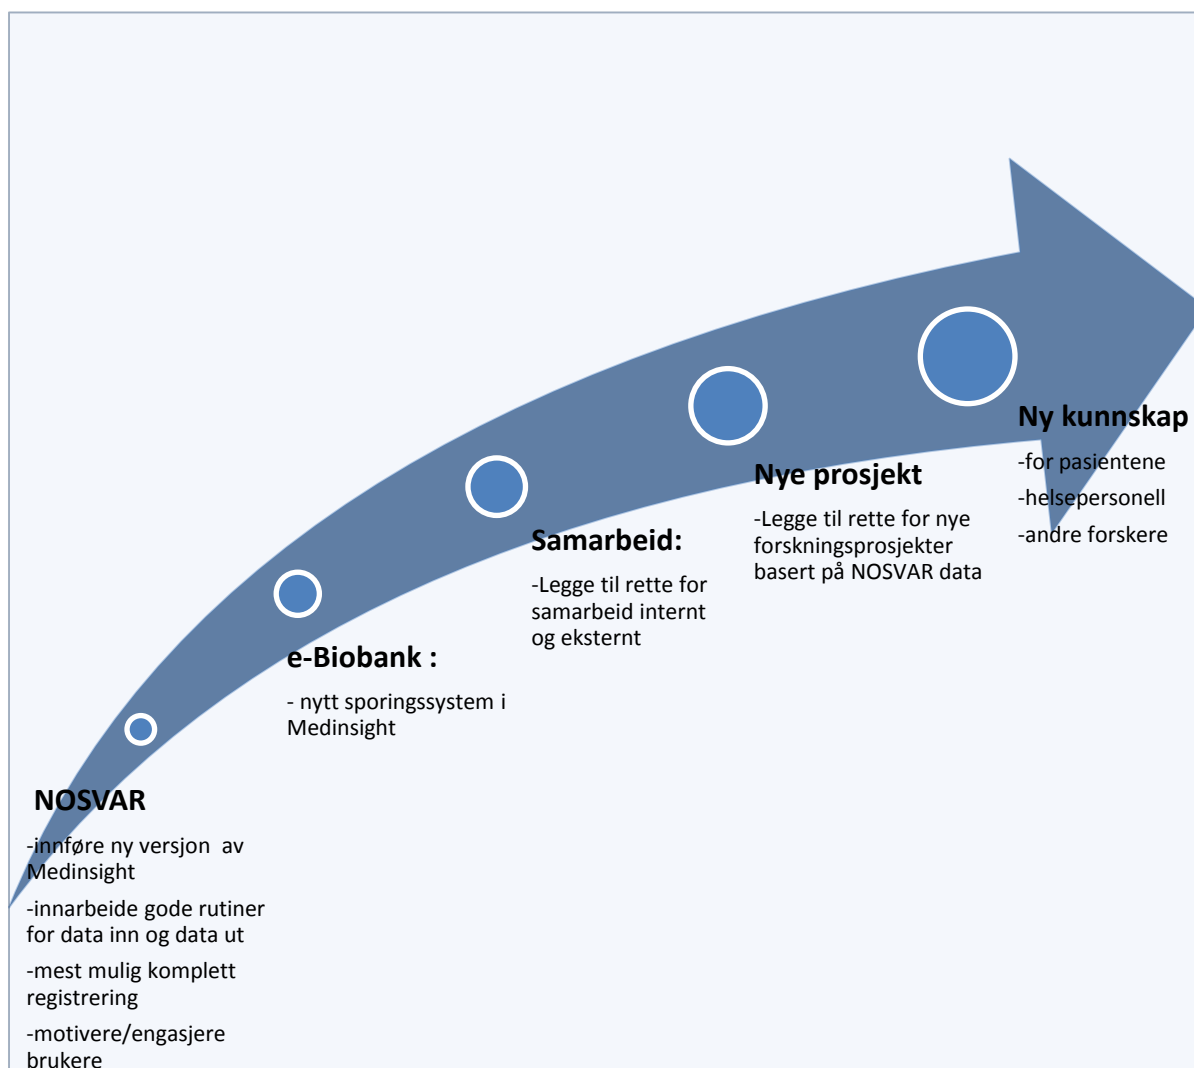 NOSVAR
-innføre ny versjon  av
Medinsight
-innarbeide gode rutiner
for data inn og data ut
-mest mulig komplett
registrering
-motivere/engasjere
brukere
e-Biobank :
- nytt sporingssystem i
Medinsight
Samarbeid:
-Legge til rette for
samarbeid internt
og eksternt
Nye prosjekt
-Legge til rette for nye
forskningsprosjekter
basert på NOSVAR data
Ny kunnskap
-for pasientene
-helsepersonell
-andre forskere